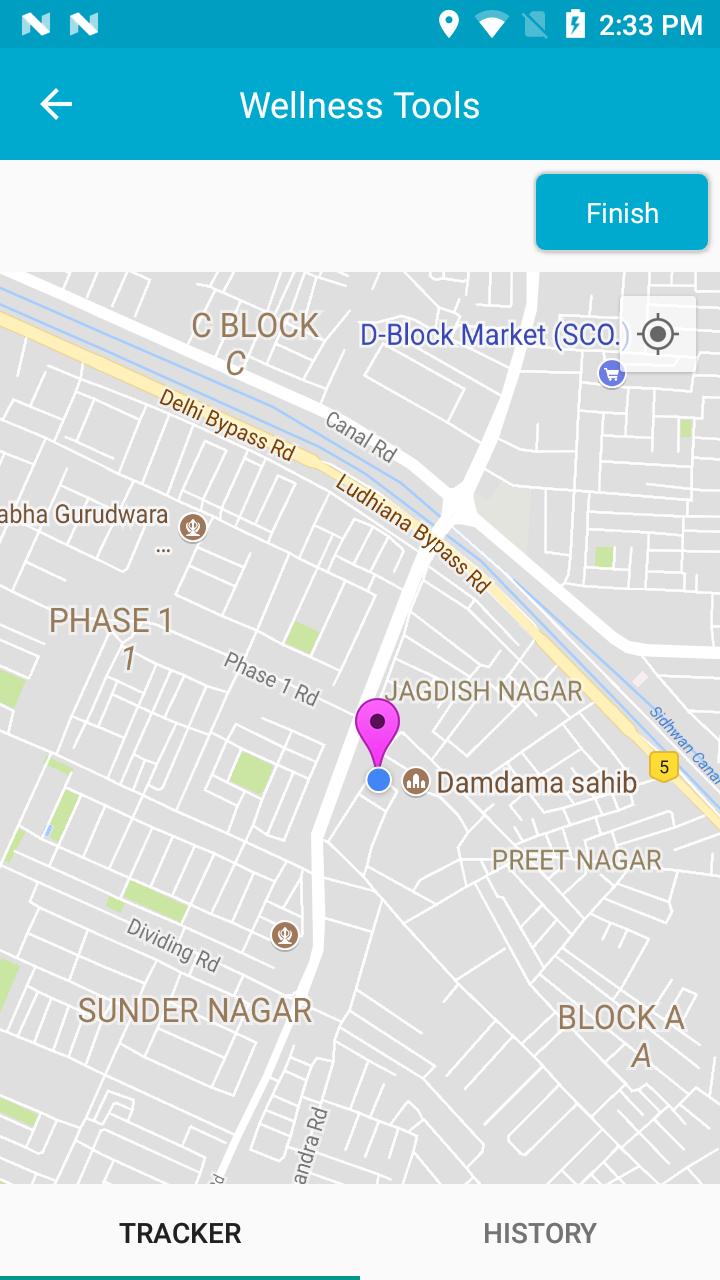 2:33 PM
Wellness Tools
Finish
C BLOCK
C
D-Block Market (SCO.
Canal Rd
Delhi Bypass Rd
Ludhiana Bypass Rd
abha Gurudwara
...
PHASE 1
1
Phase 1 Rd
JAGDISH NAGAR
Sidhwan Canal
5
Damdama sahib
PREET NAGAR
Dividing Rd
SUNDER NAGAR
BLOCK A
A
andra Rd
Rd
TRACKER
HISTORY